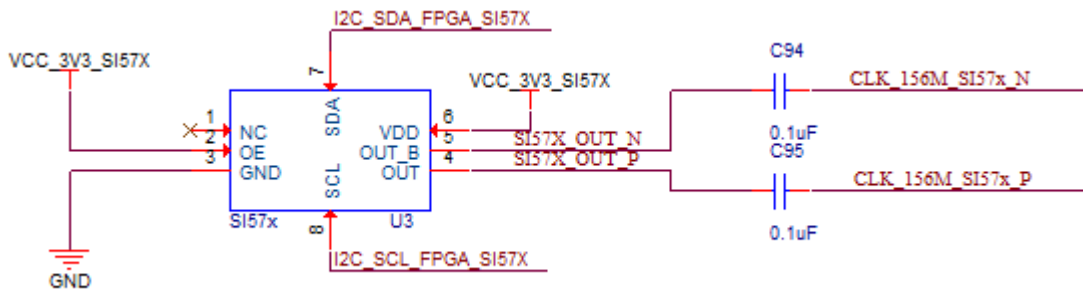 I2C_SDA_FPGA_SI57X
VCC_3V3_SI57X
7
VCC_3V3_SI57X
C94
CLK_156M_SI57x_N
0.1uF
1
NC
SDA
VDD
6
2
OE
OUT_B
5
SI57X_OUT_N
3
GND
SCL
OUT
4
SI57X_OUT_P
C95
CLK_156M_SI57x_P
0.1uF
SI57x
U3
8
I2C_SCL_FPGA_SI57X
GND